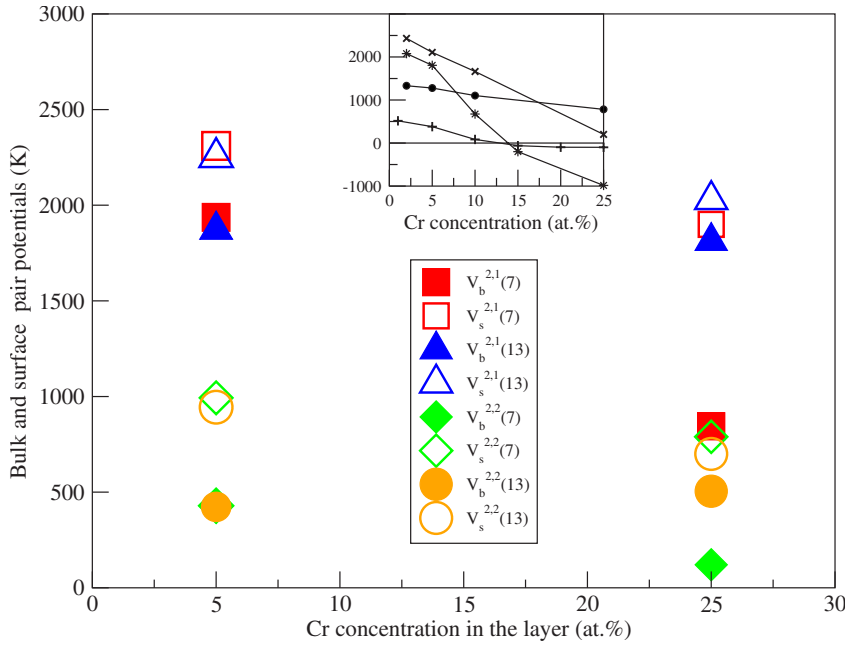 3000
2500
2000
1500
1000
500
0
Bulk and surface pair potentials (K)
0 5 10 15 20 25 30
Cr concentration in the layer (at.%)
2000
1000
0
-1000
0 5 10 15 20 25
Cr concentration (at.%)
V_b^{2,1}(7)
V_s^{2,1}(7)
V_b^{2,1}(13)
V_s^{2,1}(13)
V_b^{2,2}(7)
V_s^{2,2}(7)
V_b^{2,2}(13)
V_s^{2,2}(13)